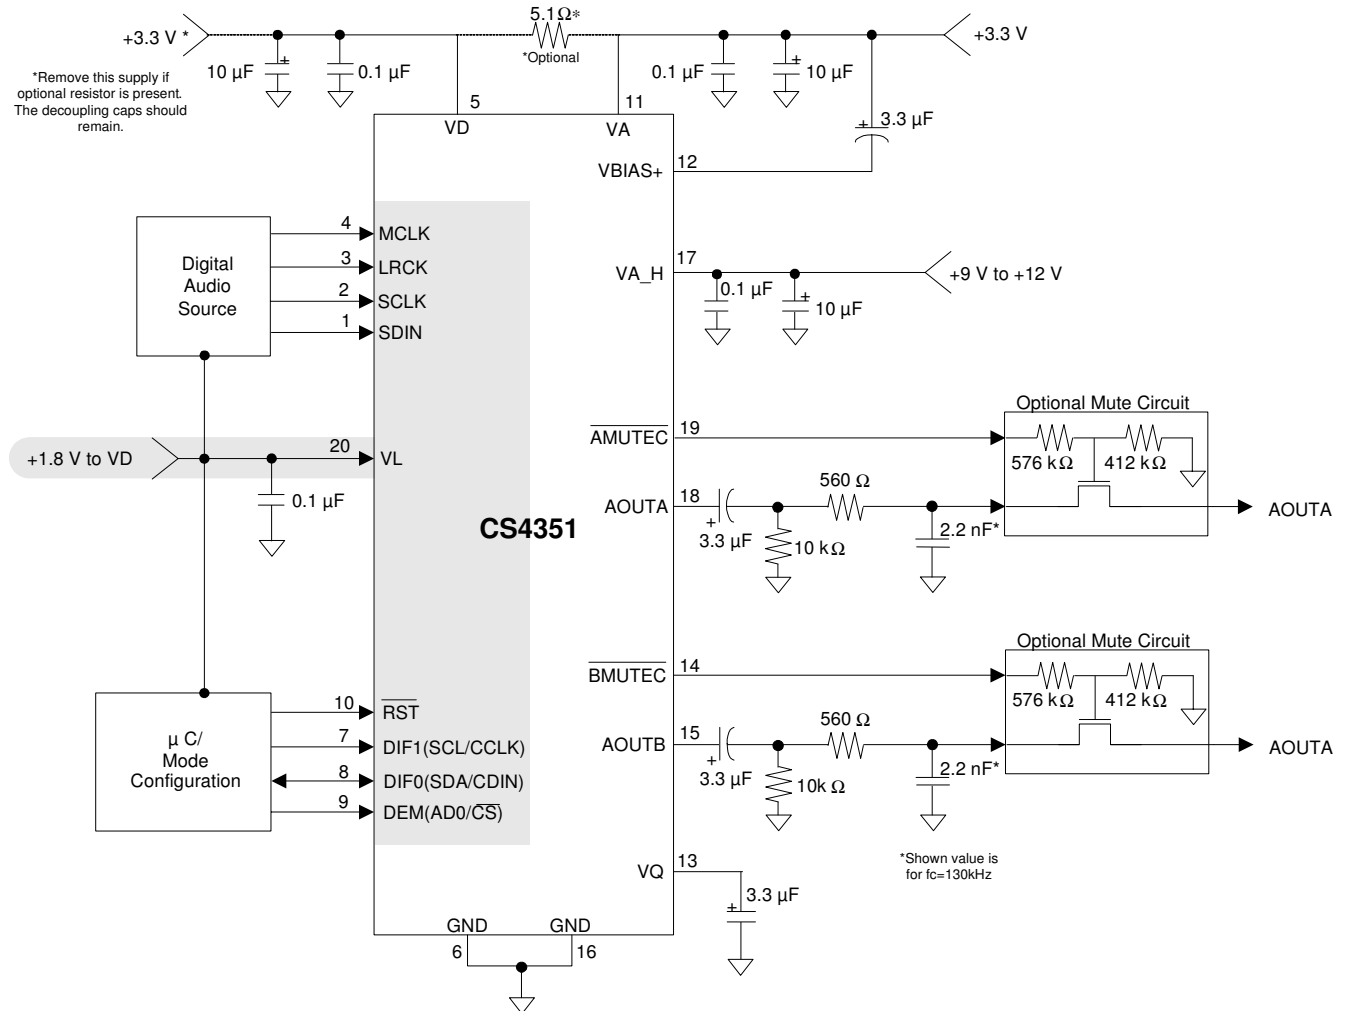 5.1Ω*
*Optional
+3.3 V *
+3.3 V
*Remove this supply if
optional resistor is present.
The decoupling caps should
remain.
10 µF
+
0.1 µF
0.1 µF
+
10 µF
+
3.3 µF
5
11
VD
VA
VBIAS+
12
Digital
Audio
Source
4
MCLK
3
LRCK
2
SCLK
1
SDIN
VA_H
17
0.1 µF
+
10 µF
+9 V to +12 V
+1.8 V to VD
20
VL
0.1 µF
CS4351
AMUTEC
19
Optional Mute Circuit
576 kΩ
412 kΩ
AOUTA
18
+
3.3 µF
560 Ω
10 kΩ
2.2 nF*
AOUTA
BMUTEC
14
Optional Mute Circuit
576 kΩ
412 kΩ
AOUTB
15
+
3.3 µF
560 Ω
10k Ω
2.2 nF*
AOUTA
*Shown value is
for fc=130kHz
µ C/
Mode
Configuration
10
RST
7
DIF1(SCL/CCLK)
8
DIF0(SDA/CDIN)
9
DEM(AD0/CS)
VQ
13
+
3.3 µF
GND
GND
6
16